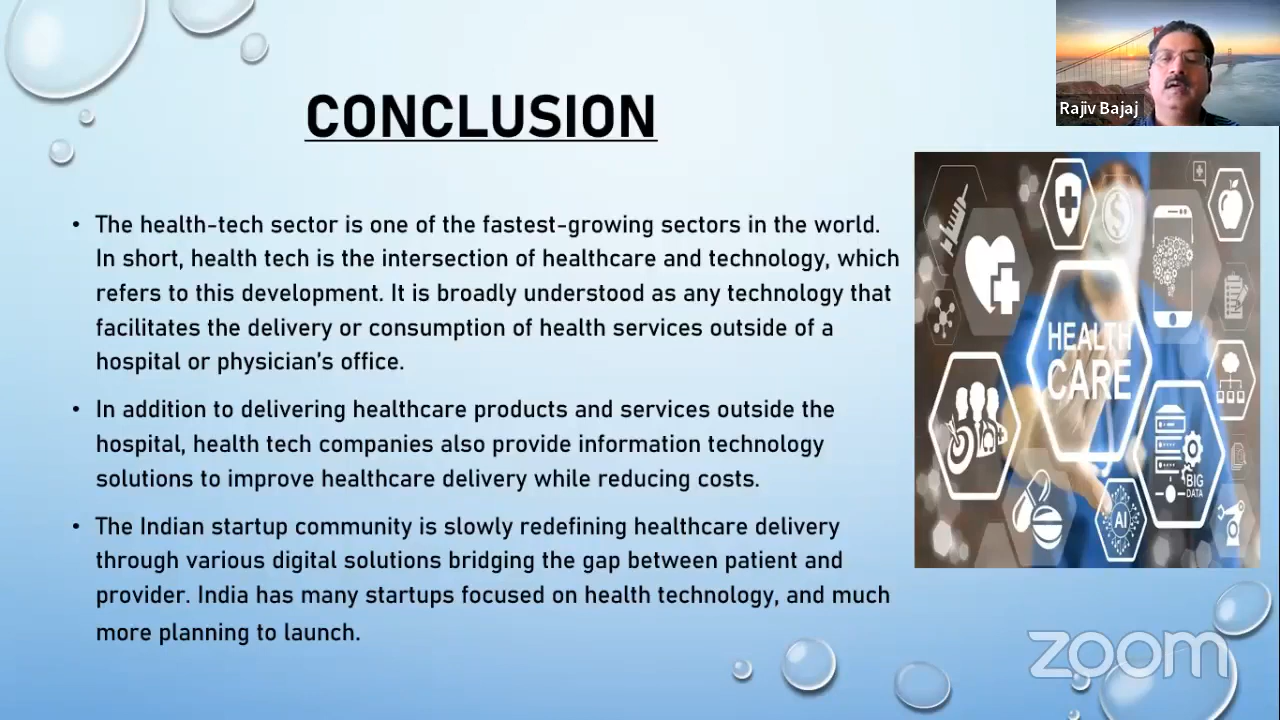 Rajiv Bajaj
CONCLUSION
• The health-tech sector is one of the fastest-growing sectors in the world.
In short, health tech is the intersection of healthcare and technology, which
refers to this development. It is broadly understood as any technology that
facilitates the delivery or consumption of health services outside of a
hospital or physician's office.
• In addition to delivering healthcare products and services outside the
hospital, health tech companies also provide information technology
solutions to improve healthcare delivery while reducing costs.
• The Indian startup community is slowly redefining healthcare delivery
through various digital solutions bridging the gap between patient and
provider. India has many startups focused on health technology, and much
more planning to launch.
HEALTH
CARE
BIG
DATA
AI
zoom